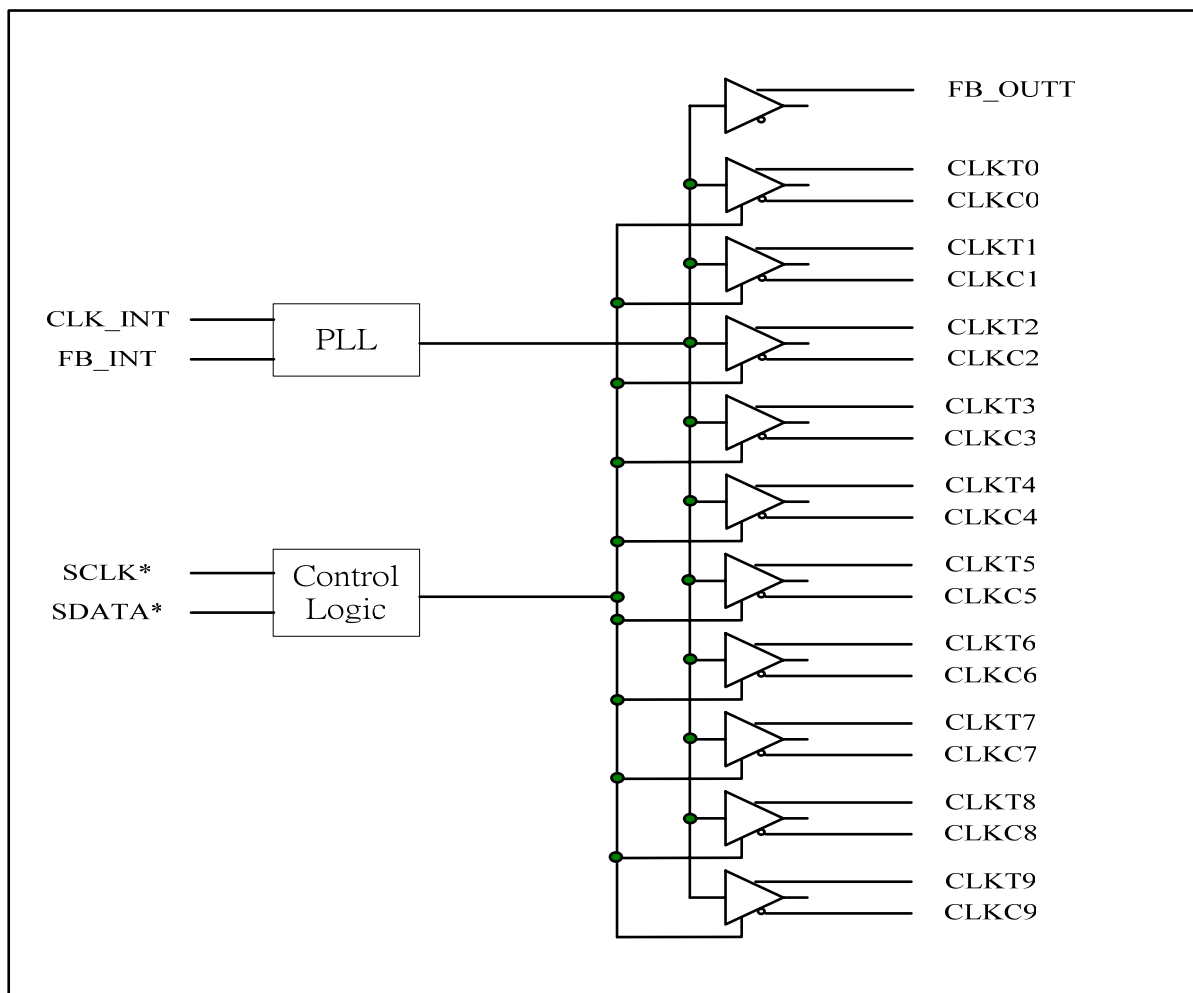 FB_OUTT
CLKT0
CLKC0
CLKT1
CLKC1
CLK_INT
FB_INT
PLL
CLKT2
CLKC2
CLKT3
CLKC3
CLKT4
CLKC4
SCLK*
SDATA*
Control
Logic
CLKT5
CLKC5
CLKT6
CLKC6
CLKT7
CLKC7
CLKT8
CLKC8
CLKT9
CLKC9